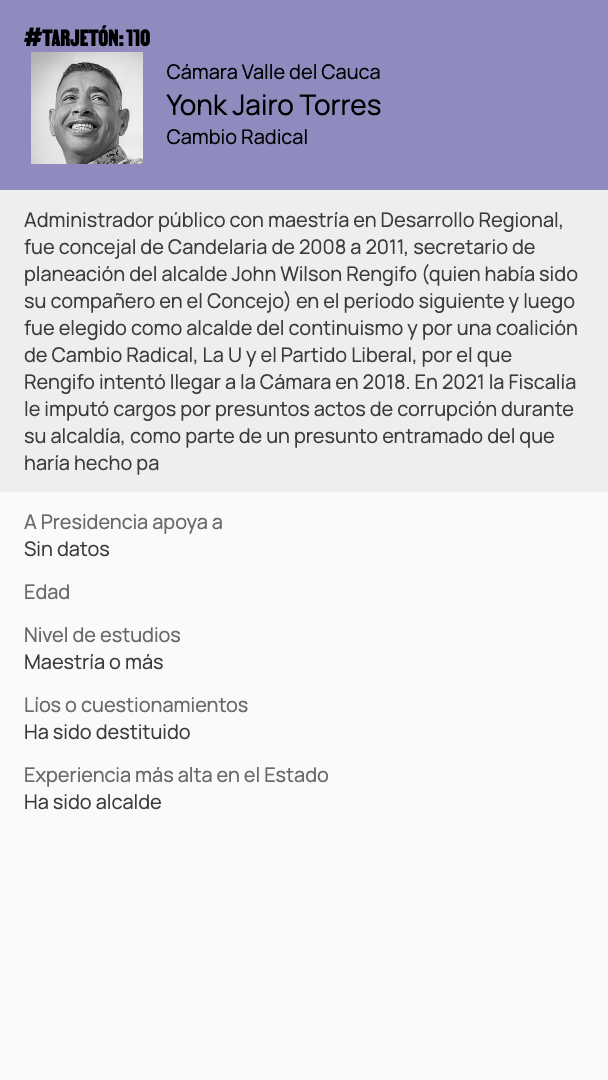 #TARJETÓN: 110
Cámara Valle del Cauca
Yonk Jairo Torres
Cambio Radical
Administrador público con maestría en Desarrollo Regional,
fue concejal de Candelaria de 2008 a 2011, secretario de
planeación del alcalde John Wilson Rengifo (quien había sido
su compañero en el Concejo) en el período siguiente y luego
fue elegido como alcalde del continuismo y por una coalición
de Cambio Radical, La U y el Partido Liberal, por el que
Rengifo intentó llegar a la Cámara en 2018. En 2021 la Fiscalía
le imputó cargos por presuntos actos de corrupción durante
su alcaldía, como parte de un presunto entramado del que
haría hecho pa
A Presidencia apoya a
Sin datos
Edad
Nivel de estudios
Maestría o más
Líos o cuestionamientos
Ha sido destituido
Experiencia más alta en el Estado
Ha sido alcalde